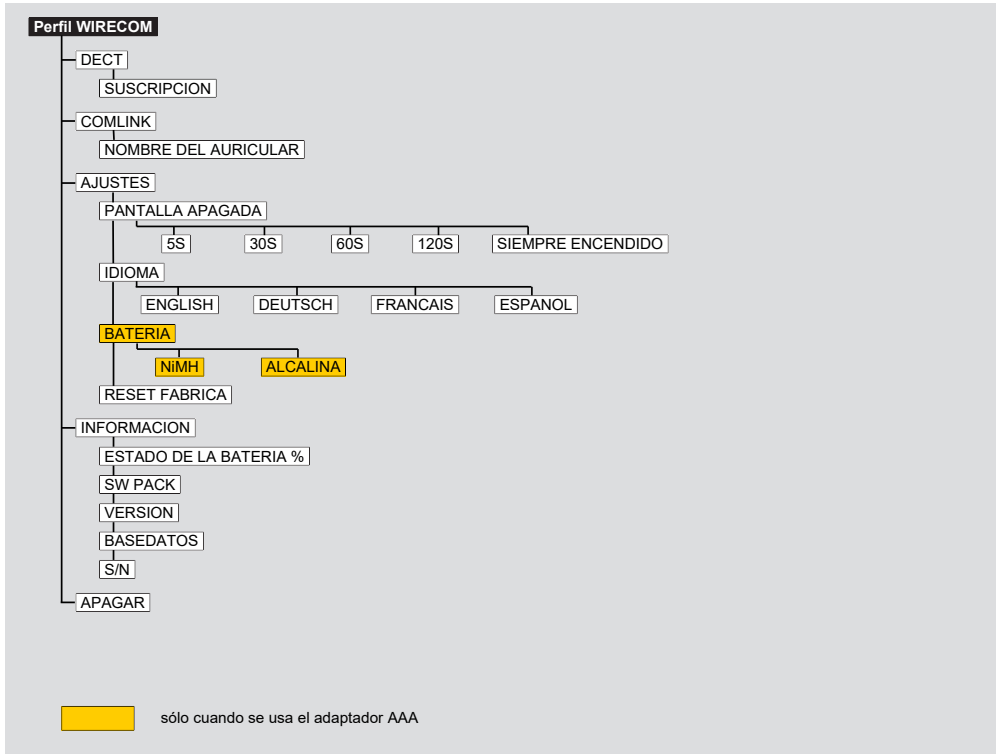 Perfil WIRECOM
DECT
SUSCRIPCION
COMLINK
NOMBRE DEL AURICULAR
AJUSTES
PANTALLA APAGADA
5S 30S 60S 120S SIEMPRE ENCENDIDO
IDIOMA
ENGLISH DEUTSCH FRANCAIS ESPANOL
BATERIA
NiMH ALCALINA
RESET FABRICA
INFORMACION
ESTADO DE LA BATERIA %
SW PACK
VERSION
BASEDATOS
S/N
APAGAR
sólo cuando se usa el adaptador AAA